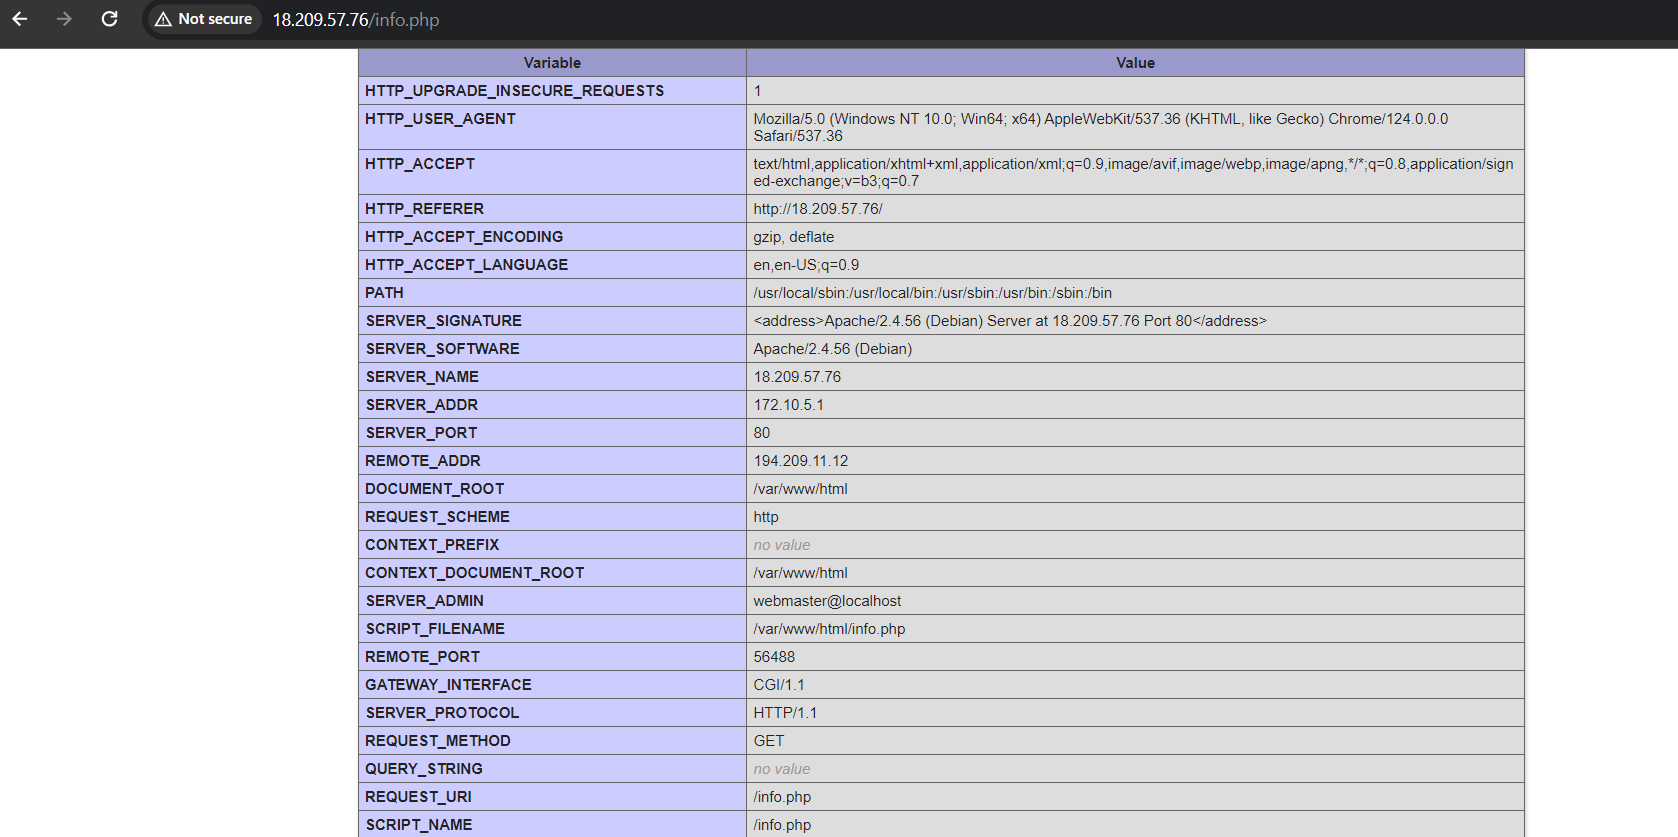 Not secure 18.209.57.76/info.php
Variable Value
HTTP_UPGRADE_INSECURE_REQUESTS 1
HTTP_USER_AGENT Mozilla/5.0 (Windows NT 10.0; Win64; x64) AppleWebKit/537.36 (KHTML, like Gecko) Chrome/124.0.0.0
Safari/537.36
HTTP_ACCEPT text/html,application/xhtml+xml,application/xml;q=0.9,image/avif,image/webp,image/apng,*/*;q=0.8,application/sign
ed-exchange;v=b3;q=0.7
HTTP_REFERER http://18.209.57.76/
HTTP_ACCEPT_ENCODING gzip, deflate
HTTP_ACCEPT_LANGUAGE en,en-US;q=0.9
PATH /usr/local/sbin:/usr/local/bin:/usr/sbin:/usr/bin:/sbin:/bin
SERVER_SIGNATURE <address>Apache/2.4.56 (Debian) Server at 18.209.57.76 Port 80</address>
SERVER_SOFTWARE Apache/2.4.56 (Debian)
SERVER_NAME 18.209.57.76
SERVER_ADDR 172.10.5.1
SERVER_PORT 80
REMOTE_ADDR 194.209.11.12
DOCUMENT_ROOT /var/www/html
REQUEST_SCHEME http
CONTEXT_PREFIX no value
CONTEXT_DOCUMENT_ROOT /var/www/html
SERVER_ADMIN webmaster@localhost
SCRIPT_FILENAME /var/www/html/info.php
REMOTE_PORT 56488
GATEWAY_INTERFACE CGI/1.1
SERVER_PROTOCOL HTTP/1.1
REQUEST_METHOD GET
QUERY_STRING no value
REQUEST_URI /info.php
SCRIPT_NAME /info.php